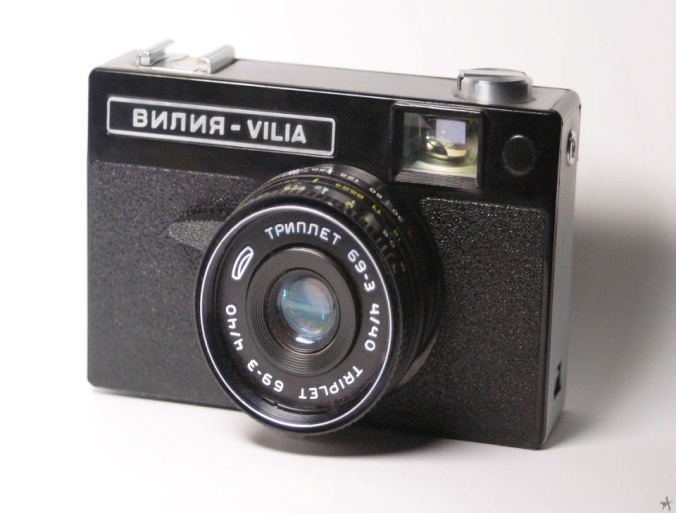 ВИЛИЯ - VILIA
ТРИПЛЕТ 69-3 4/40
TRIPLET 69-3 4/40